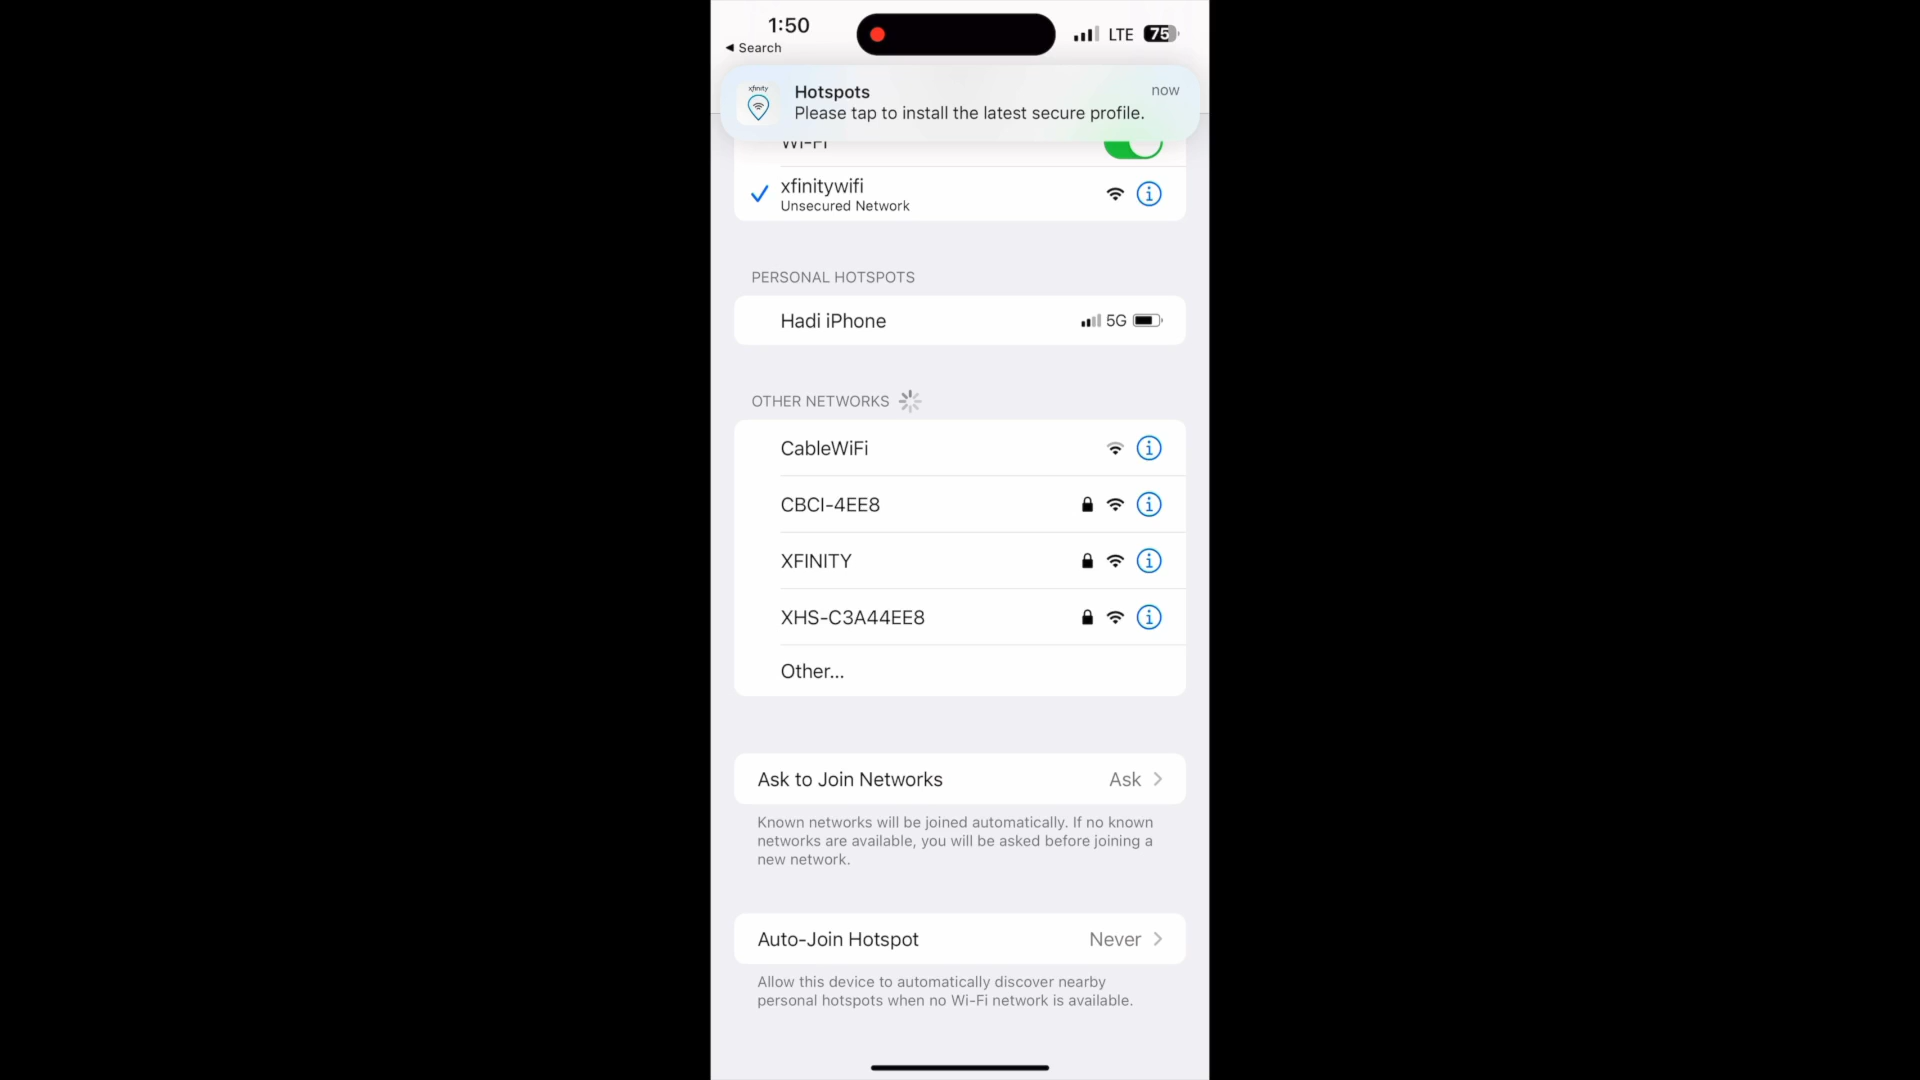 1:50
LTE
75
Search
xfinity
Hotspots
now
Please tap to install the latest secure profile.
Wi-Fi
xfinitywifi
Unsecured Network
PERSONAL HOTSPOTS
Hadi iPhone
5G
OTHER NETWORKS
CableWiFi
CBCI-4EE8
XFINITY
XHS-C3A44EE8
Other...
Ask to Join Networks
Ask
Known networks will be joined automatically. If no known
networks are available, you will be asked before joining a
new network.
Auto-Join Hotspot
Never
Allow this device to automatically discover nearby
personal hotspots when no Wi-Fi network is available.